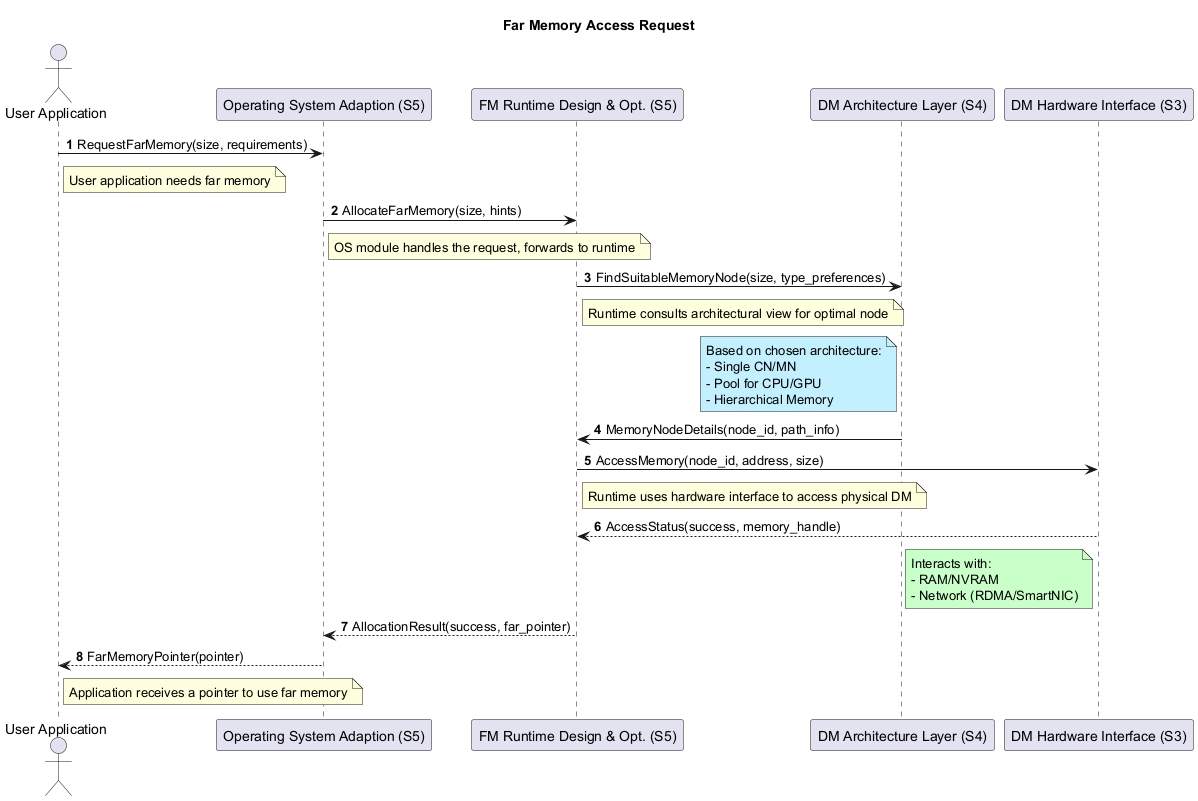 Far Memory Access Request
User Application
Operating System Adaption (S5)
FM Runtime Design & Opt. (S5)
DM Architecture Layer (S4)
DM Hardware Interface (S3)
1 RequestFarMemory(size, requirements)
User application needs far memory
2 AllocateFarMemory(size, hints)
OS module handles the request, forwards to runtime
3 FindSuitableMemoryNode(size, type_preferences)
Runtime consults architectural view for optimal node
Based on chosen architecture:
- Single CN/MN
- Pool for CPU/GPU
- Hierarchical Memory
4 MemoryNodeDetails(node_id, path_info)
5 AccessMemory(node_id, address, size)
Runtime uses hardware interface to access physical DM
6 AccessStatus(success, memory_handle)
Interacts with:
- RAM/NVRAM
- Network (RDMA/SmartNIC)
7 AllocationResult(success, far_pointer)
8 FarMemoryPointer(pointer)
Application receives a pointer to use far memory
User Application
Operating System Adaption (S5)
FM Runtime Design & Opt. (S5)
DM Architecture Layer (S4)
DM Hardware Interface (S3)